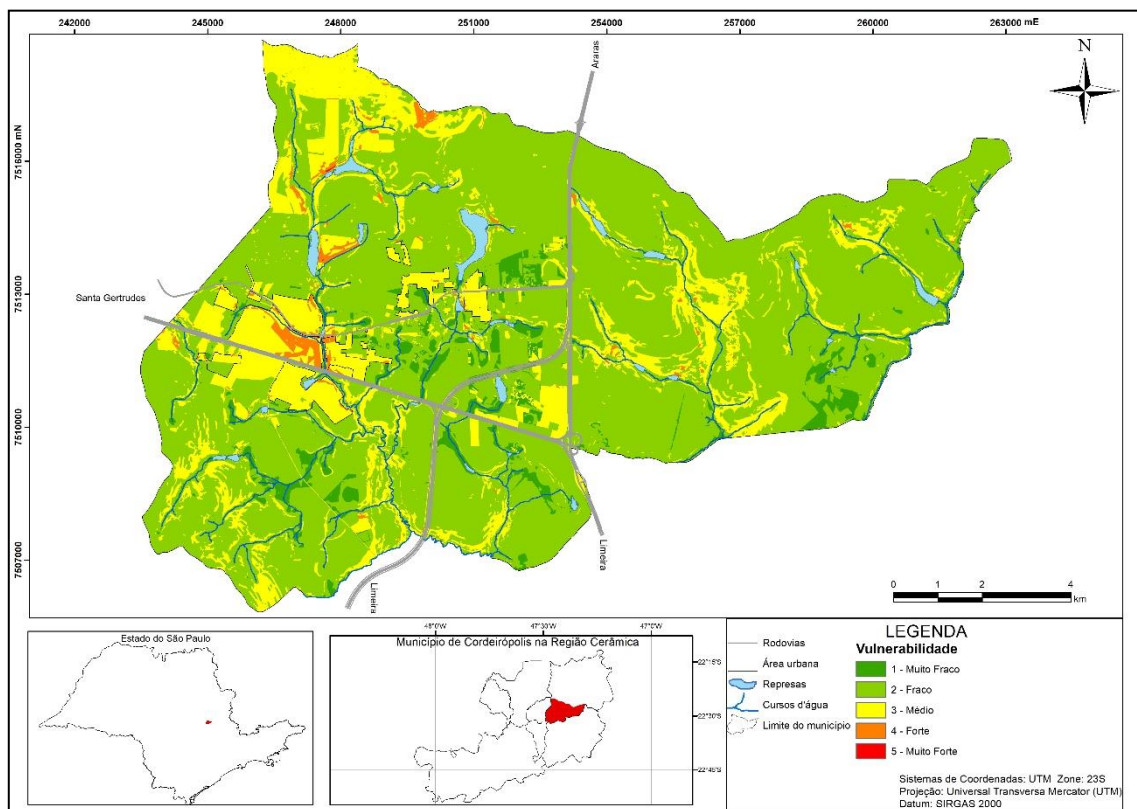 242000 245000 248000 251000 254000 257000 260000 263000 mE
N
Araras
7516000 mN
7513000
Santa Gertrudes
7510000
7507000
Limeira
Limeira
0 1 2 4
km
Estado do São Paulo
Município de Cordeirópolis na Região Cerâmica
48°0'W 47°30'W 47°0'W
22°15'S
22°30'S
22°45'S
LEGENDA
Vulnerabilidade
Rodovias
Área urbana
Represas
Cursos d'água
Limite do município
1 - Muito Fraco
2 - Fraco
3 - Médio
4 - Forte
5 - Muito Forte
Sistemas de Coordenadas: UTM Zone: 23S
Projeção: Universal Transversa Mercator (UTM)
Datum: SIRGAS 2000